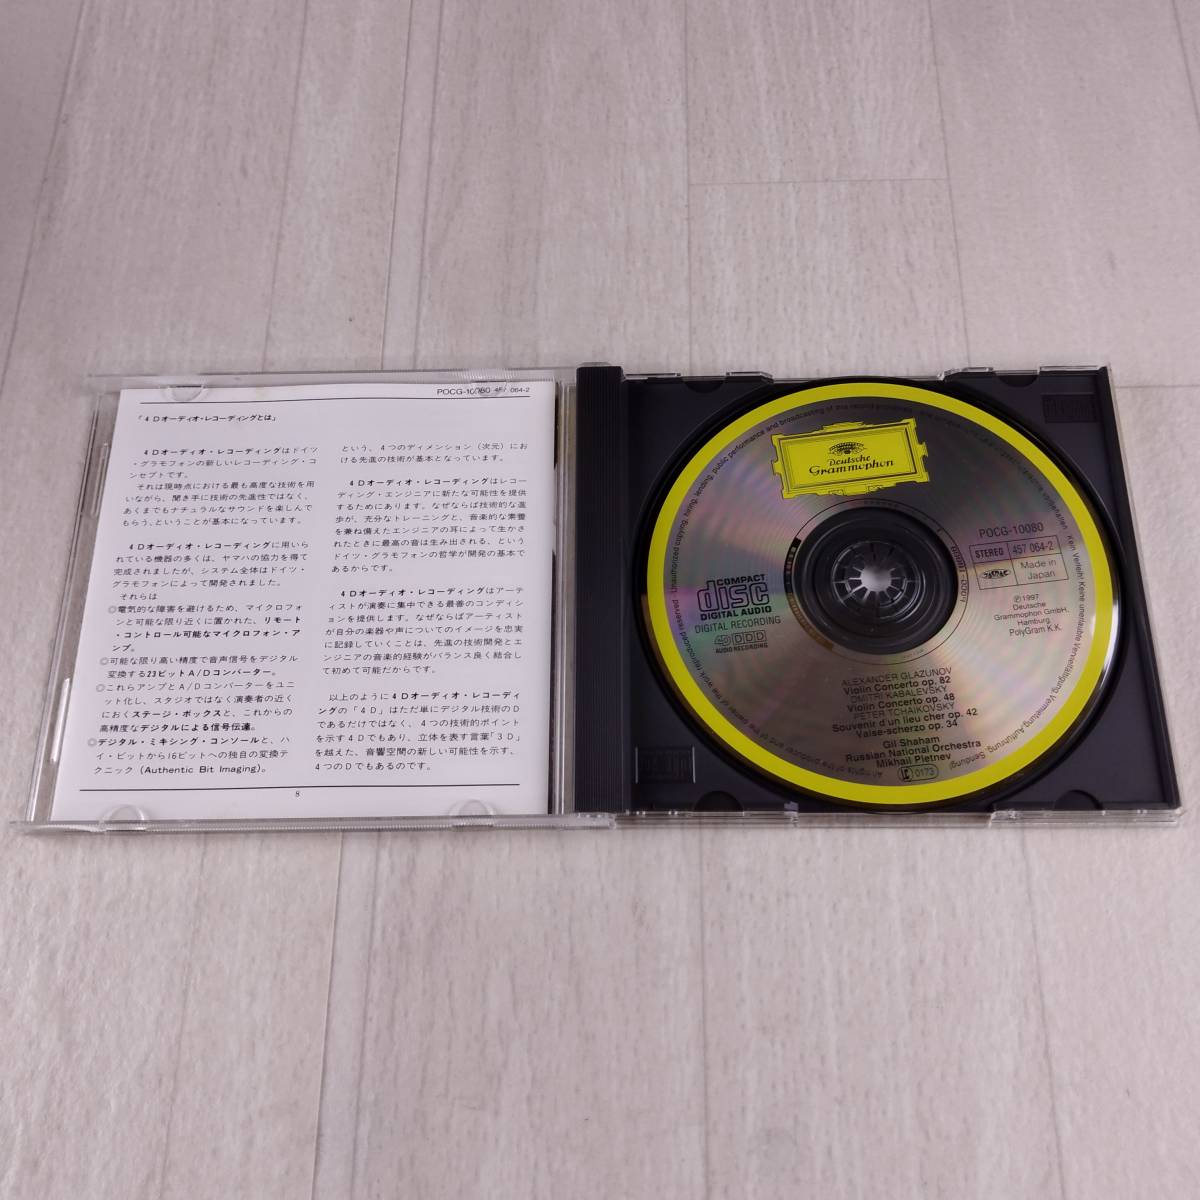 POCG-10080 457 064-2
「4Dオーディオ・レコーディングとは」
4Dオーディオ・レコーディングはドイツ
・グラモフォンの新しいレコーディング・コ
ンセプトです。
それは現時点における最も高度な技術を用
いながら、聞き手に技術の先進性ではなく、
あくまでもナチュラルなサウンドを楽しんで
もらう、ということが基本になっています。
4Dオーディオ・レコーディングに用いら
れている機器の多くは、ヤマハの協力を得て
完成されましたが、システム全体はドイツ・
グラモフォンによって開発されました。
それらは
◎電気的な障害を避けるため、マイクロフォ
ンと可能な限り近くに置かれた、リモート
・コントロール可能なマイクロフォン・ア
ンプ。
◎可能な限り高い精度で音声信号をデジタル
変換する23ビットA/Dコンバーター。
◎これらアンプとA/Dコンバーターをユニ
ット化し、スタジオではなく演奏者の近く
におくステージ・ボックスと、これからの
高精度なデジタルによる信号伝達。
◎デジタル・ミキシング・コンソールと、ハ
イ・ビットから16ビットへの独自の変換テ
クニック (Authentic Bit Imaging)。
という、4つのディメンション（次元）にお
ける先進の技術が基本となっています。
4Dオーディオ・レコーディングはレコー
ディング・エンジニアに新たな可能性を提供
するためにあります。なぜならば技術的な進
歩が、充分なトレーニングと、音楽的な素養
を兼ね備えたエンジニアの耳によって生かさ
れたときに最高の音は生み出される、という
ドイツ・グラモフォンの哲学が開発の基本で
あるからです。
4Dオーディオ・レコーディングはアーテ
ィストが演奏に集中できる最善のコンディシ
ョンを提供します。なぜならばアーティスト
が自分の楽器や声についてのイメージを忠実
に記録していくことは、先進の技術開発とエ
ンジニアの音楽的経験がバランス良く結合し
て初めて可能だからです。
以上のように4Dオーディオ・レコーディ
ングの「4D」はただ単にデジタル技術のD
であるだけではなく、4つの技術的ポイント
を示す4Dでもあり、立体を表す言葉「3D」
を越えた、音響空間の新しい可能性を示す、
4つのDでもあるのです。
8
Deutsche
Grammophon
POCG-10080
STEREO 457 064-2
Made in
Japan
℗1997
Deutsche
Grammophon GmbH,
Hamburg
PolyGram K.K.
COMPACT
disc
DIGITAL AUDIO
DIGITAL RECORDING
4D DDD
AUDIO RECORDING
ALEXANDER GLAZUNOV
Violin Concerto op. 82
DMITRI KABALEVSKY
Violin Concerto op. 48
PETER TCHAIKOVSKY
Souvenir d'un lieu cher op. 42
Valse-scherzo op. 34
Gil Shaham
Russian National Orchestra
Mikhail Pletnev
LC 0173